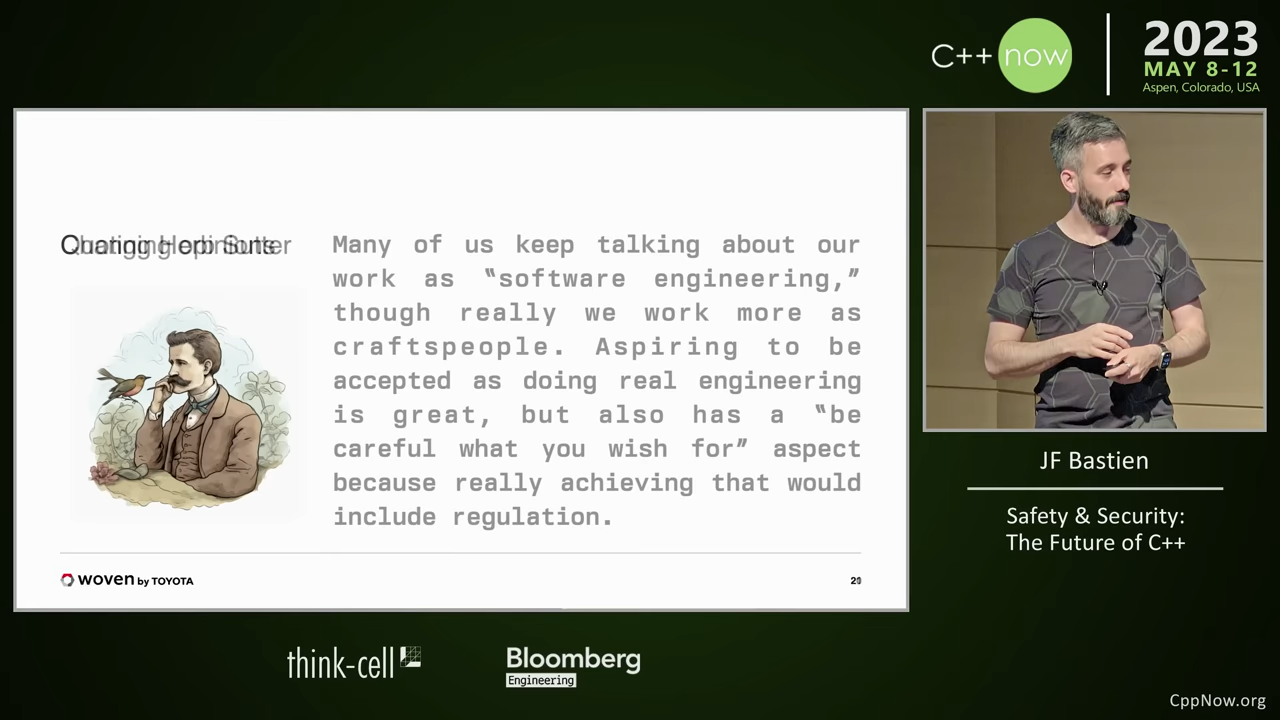 C++ now
2023
MAY 8-12
Aspen, Colorado, USA
Many of us keep talking about our
work as “software engineering,”
though really we work more as
craftspeople. Aspiring to be
accepted as doing real engineering
is great, but also has a “be
careful what you wish for” aspect
because really achieving that would
include regulation.
woven by TOYOTA
JF Bastien
Safety & Security:
The Future of C++
think-cell
Bloomberg
Engineering
CppNow.org